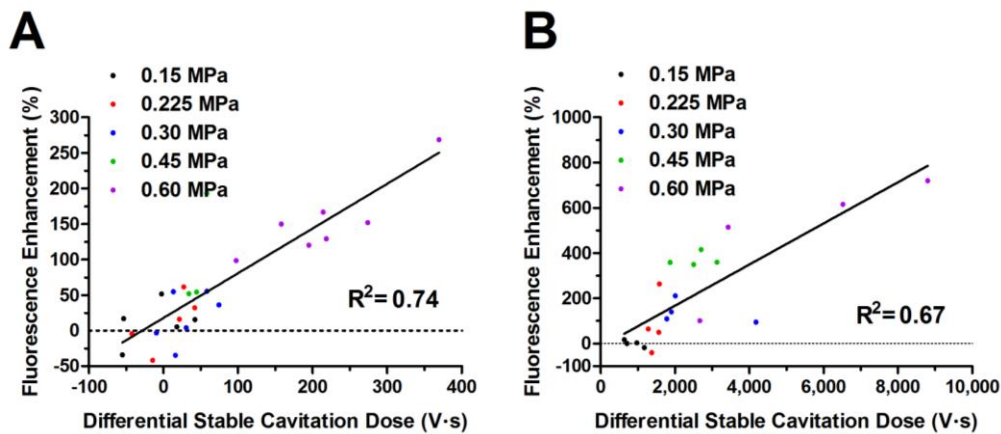 A
0.15 MPa
0.225 MPa
0.30 MPa
0.45 MPa
0.60 MPa
Fluorescence Enhancement (%)
300
250
200
150
100
50
0
-50
R²=0.74
-100 0 100 200 300 400
Differential Stable Cavitation Dose (V·s)
B
0.15 MPa
0.225 MPa
0.30 MPa
0.45 MPa
0.60 MPa
Fluorescence Enhancement (%)
1000
800
600
400
200
0
-100
R²=0.67
0 2,000 4,000 6,000 8,000 10,000
Differential Stable Cavitation Dose (V·s)